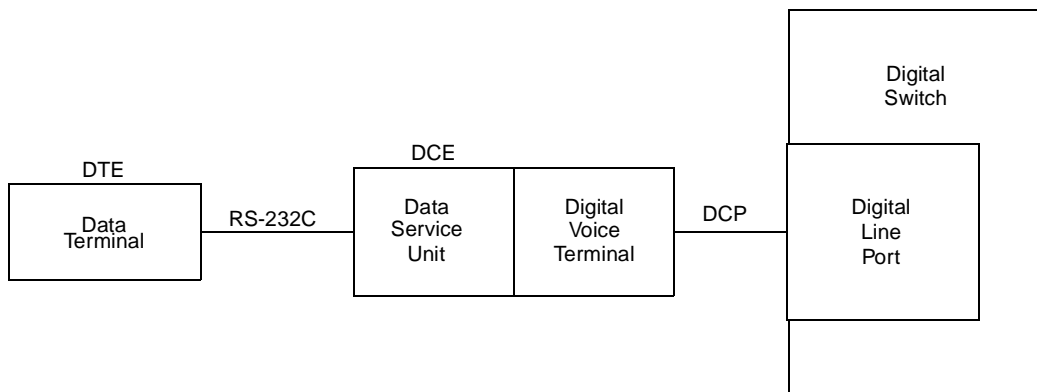 Digital
Switch
DTE
DCE
Data
Terminal
RS-232C
Data
Service
Unit
Digital
Voice
Terminal
DCP
Digital
Line
Port